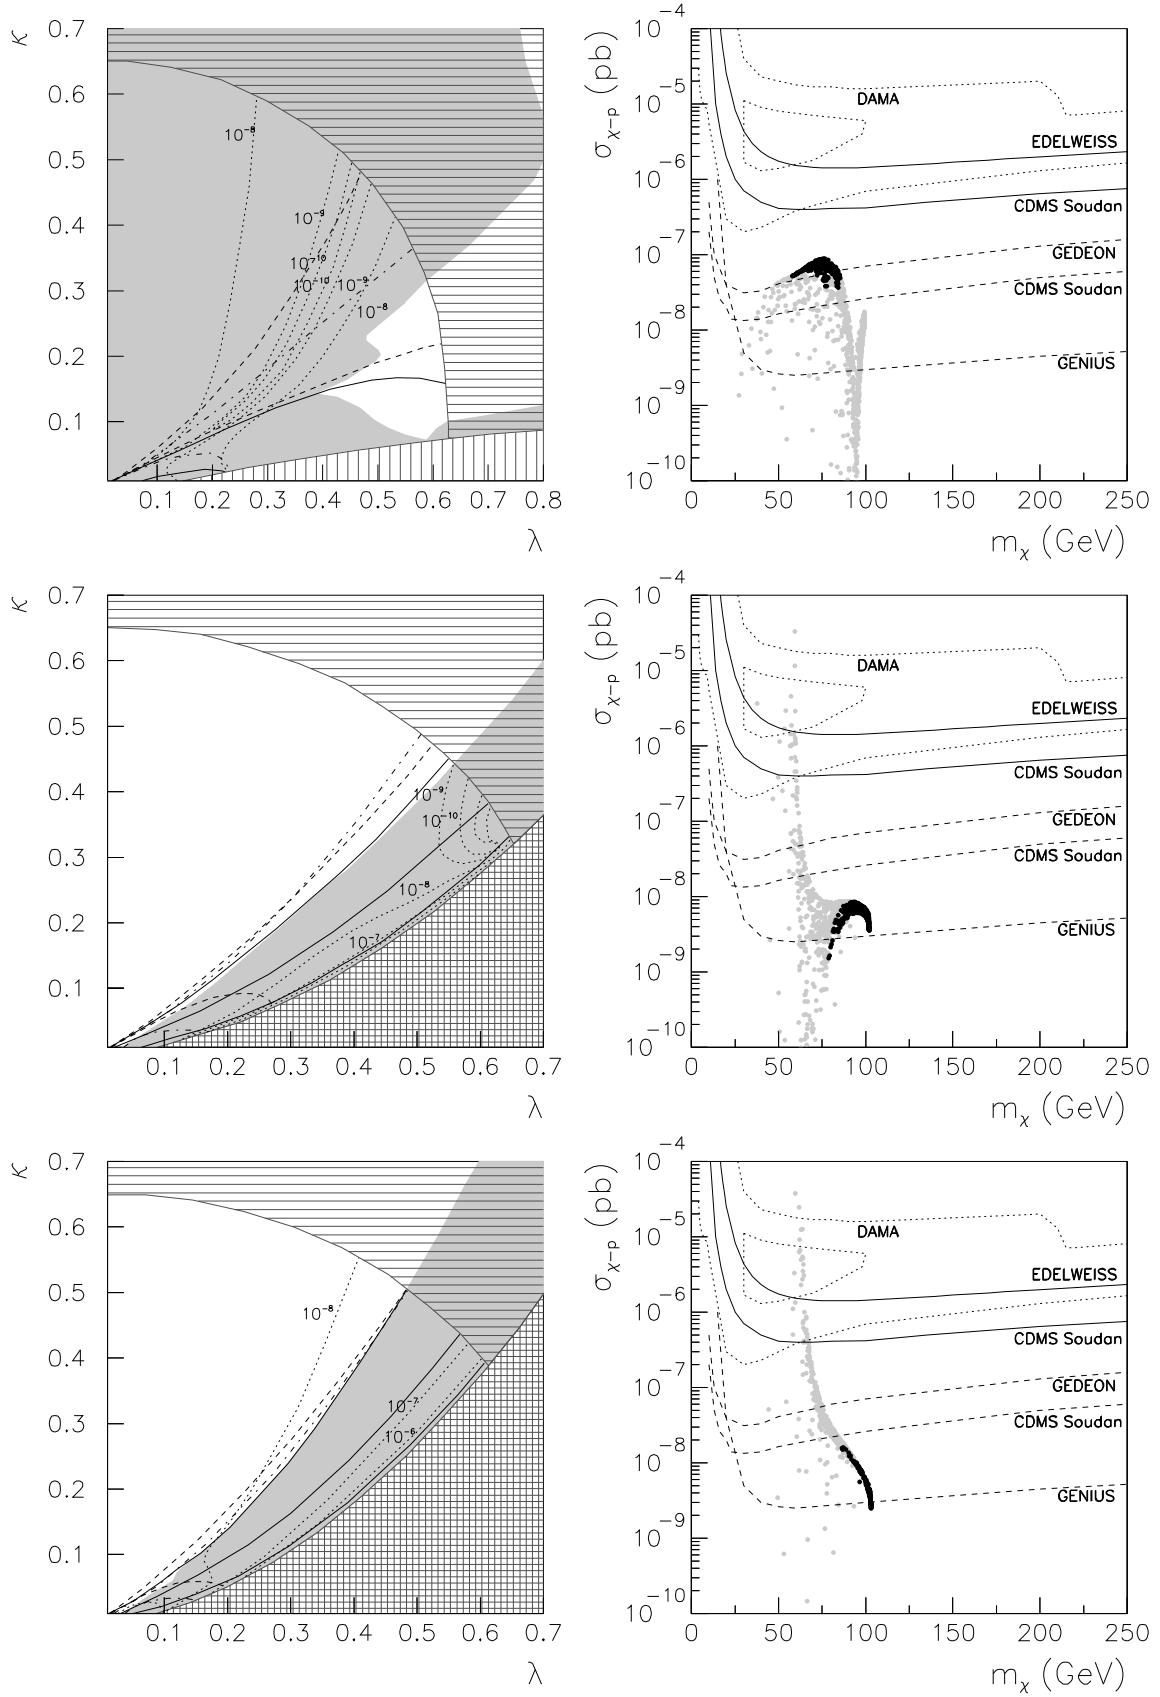 κ
0.7
0.6
0.5
0.4
0.3
0.2
0.1
10⁻⁸
10⁻⁹
10⁻¹⁰
10⁻¹⁰
10⁻⁹
10⁻⁸
0.1 0.2 0.3 0.4 0.5 0.6 0.7 0.8
λ
σχ-p (pb)
10⁻⁴
10⁻⁵
10⁻⁶
10⁻⁷
10⁻⁸
10⁻⁹
10⁻¹⁰
DAMA
EDELWEISS
CDMS Soudan
GEDEON
CDMS Soudan
GENIUS
0 50 100 150 200 250
mχ (GeV)
κ
0.7
0.6
0.5
0.4
0.3
0.2
0.1
10⁻⁹
10⁻¹⁰
10⁻⁸
10⁻⁷
0.1 0.2 0.3 0.4 0.5 0.6 0.7
λ
σχ-p (pb)
10⁻⁴
10⁻⁵
10⁻⁶
10⁻⁷
10⁻⁸
10⁻⁹
10⁻¹⁰
DAMA
EDELWEISS
CDMS Soudan
GEDEON
CDMS Soudan
GENIUS
0 50 100 150 200 250
mχ (GeV)
κ
0.7
0.6
0.5
0.4
0.3
0.2
0.1
10⁻⁸
10⁻⁷
10⁻⁶
0.1 0.2 0.3 0.4 0.5 0.6 0.7
λ
σχ-p (pb)
10⁻⁴
10⁻⁵
10⁻⁶
10⁻⁷
10⁻⁸
10⁻⁹
10⁻¹⁰
DAMA
EDELWEISS
CDMS Soudan
GEDEON
CDMS Soudan
GENIUS
0 50 100 150 200 250
mχ (GeV)